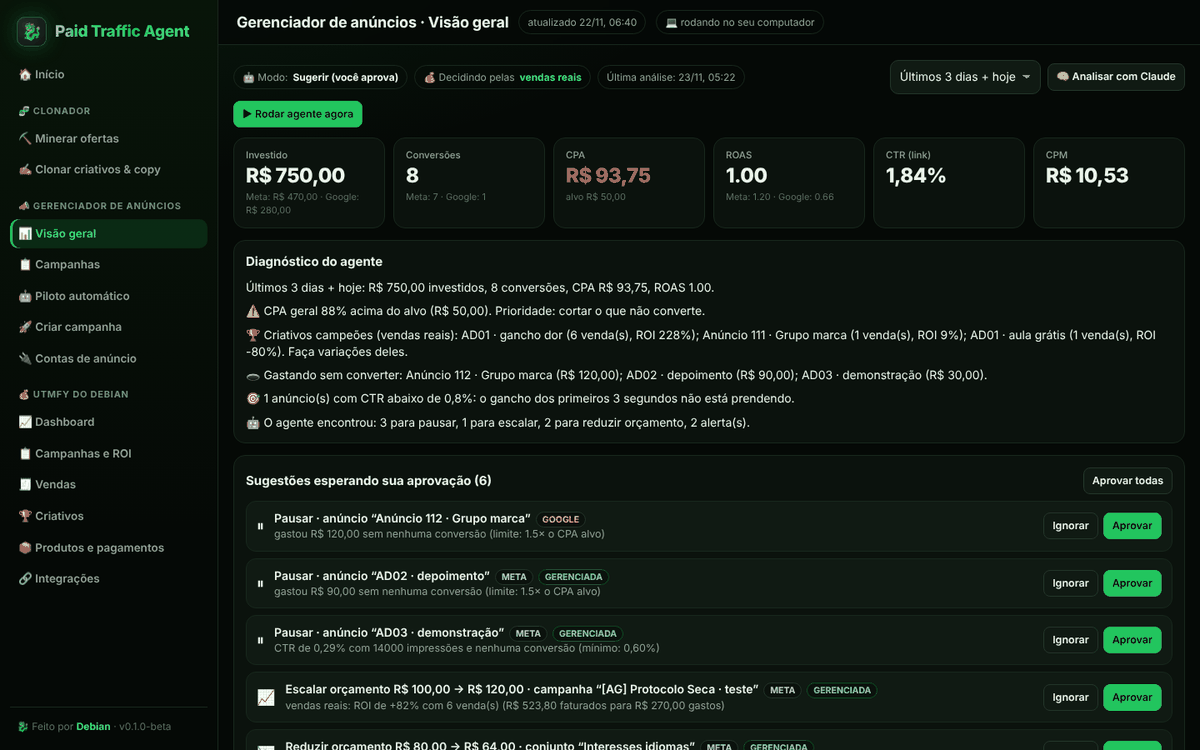 Paid Traffic Agent
Início
CLONADOR
Minerar ofertas
Clonar criativos & copy
GERENCIADOR DE ANÚNCIOS
Visão geral
Campanhas
Piloto automático
Criar campanha
Contas de anúncio
UTMFY DO DEBIAN
Dashboard
Campanhas e ROI
Vendas
Criativos
Produtos e pagamentos
Integrações
Feito por Debian · v0.1.0-beta
Gerenciador de anúncios · Visão geral
atualizado 22/11, 06:40
rodando no seu computador
Modo: Sugerir (você aprova)
Decidindo pelas vendas reais
Última análise: 23/11, 05:22
Últimos 3 dias + hoje
Analisar com Claude
Rodar agente agora
Investido
R$ 750,00
Meta: R$ 470,00 · Google:
R$ 280,00
Conversões
8
Meta: 7 · Google: 1
CPA
R$ 93,75
alvo R$ 50,00
ROAS
1.00
Meta: 1.20 · Google: 0.66
CTR (link)
1,84%
CPM
R$ 10,53
Diagnóstico do agente
Últimos 3 dias + hoje: R$ 750,00 investidos, 8 conversões, CPA R$ 93,75, ROAS 1.00.
CPA geral 88% acima do alvo (R$ 50,00). Prioridade: cortar o que não converte.
Criativos campeões (vendas reais): AD01 · gancho dor (6 venda(s), ROI 228%); Anúncio 111 · Grupo marca (1 venda(s), ROI 9%); AD01 · aula grátis (1 venda(s), ROI
-80%). Faça variações deles.
Gastando sem converter: Anúncio 112 · Grupo marca (R$ 120,00); AD02 · depoimento (R$ 90,00); AD03 · demonstração (R$ 30,00).
1 anúncio(s) com CTR abaixo de 0,8%: o gancho dos primeiros 3 segundos não está prendendo.
O agente encontrou: 3 para pausar, 1 para escalar, 2 para reduzir orçamento, 2 alerta(s).
Sugestões esperando sua aprovação (6)
Aprovar todas
Pausar · anúncio “Anúncio 112 · Grupo marca” GOOGLE
gastou R$ 120,00 sem nenhuma conversão (limite: 1.5× o CPA alvo)
Ignorar
Aprovar
Pausar · anúncio “AD02 · depoimento” META GERENCIADA
gastou R$ 90,00 sem nenhuma conversão (limite: 1.5× o CPA alvo)
Ignorar
Aprovar
Pausar · anúncio “AD03 · demonstração” META GERENCIADA
CTR de 0,29% com 14000 impressões e nenhuma conversão (mínimo: 0,60%)
Ignorar
Aprovar
Escalar orçamento R$ 100,00 → R$ 120,00 · campanha “[AG] Protocolo Seca · teste” META GERENCIADA
vendas reais: ROI de +82% com 6 venda(s) (R$ 523,80 faturados para R$ 270,00 gastos)
Ignorar
Aprovar
Reduzir orçamento R$ 80,00 → R$ 64,00 · conjunto “Interesses idiomas” META GERENCIADA